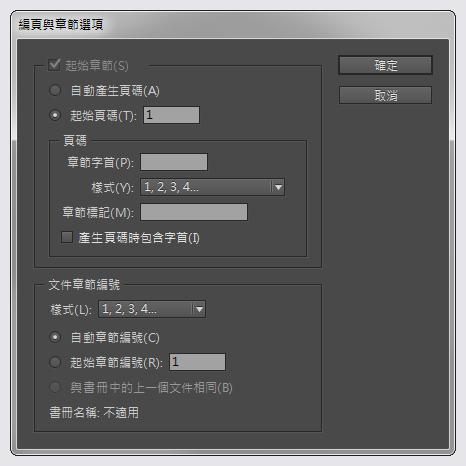 編頁與章節選項
起始章節(S)
確定
自動產生頁碼(A)
取消
起始頁碼(T): 1
頁碼
章節字首(P):
樣式(Y): 1, 2, 3, 4...
章節標記(M):
產生頁碼時包含字首(I)
文件章節編號
樣式(L): 1, 2, 3, 4...
自動章節編號(C)
起始章節編號(R): 1
與書冊中的上一個文件相同(B)
書冊名稱: 不適用